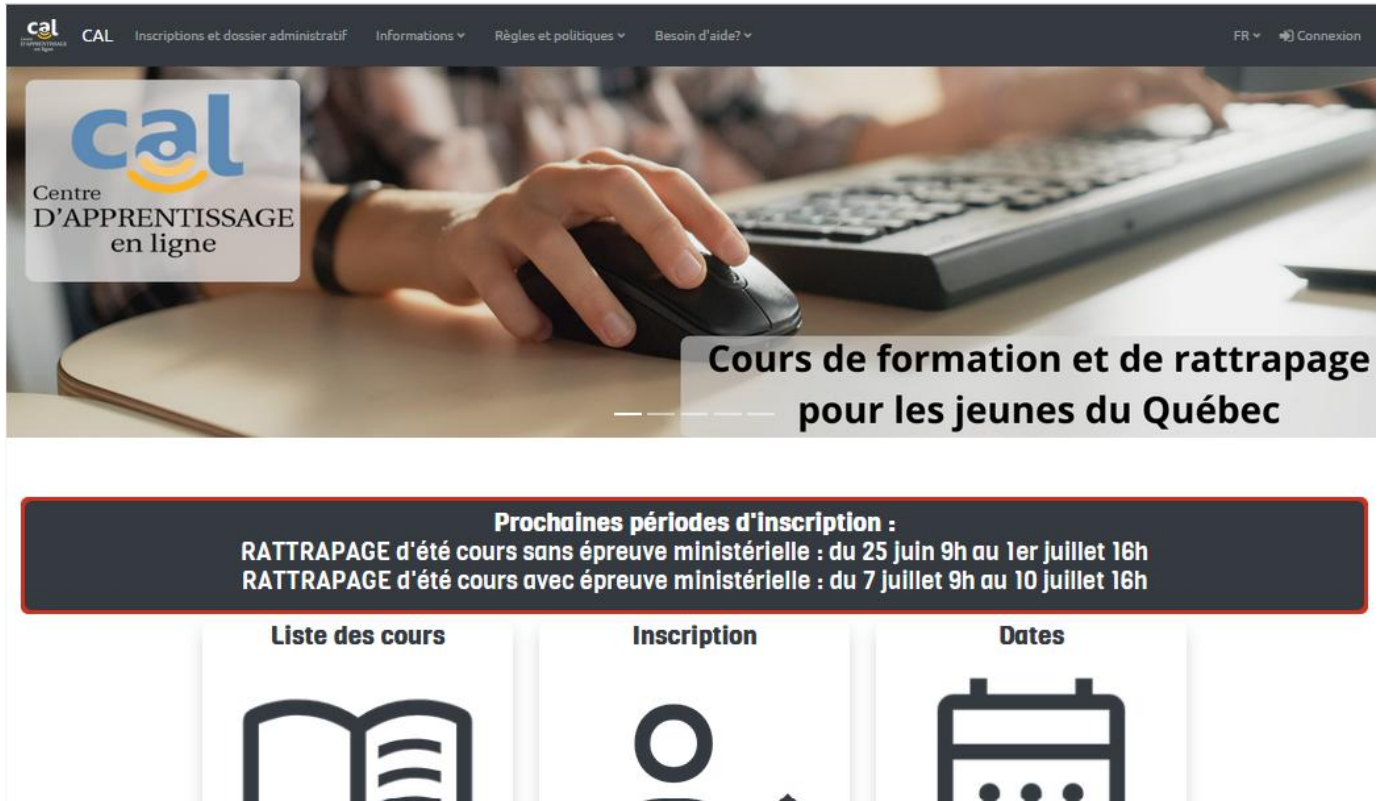 cal
CAL
Inscriptions et dossier administratif
Informations
Règles et politiques
Besoin d'aide?
FR
Connexion
cal
Centre
D'APPRENTISSAGE
en ligne
Cours de formation et de rattrapage
pour les jeunes du Québec
Prochaines périodes d'inscription :
RATTRAPAGE d'été cours sans épreuve ministérielle : du 25 juin 9h au 1er juillet 16h
RATTRAPAGE d'été cours avec épreuve ministérielle : du 7 juillet 9h au 10 juillet 16h
Liste des cours
Inscription
Dates